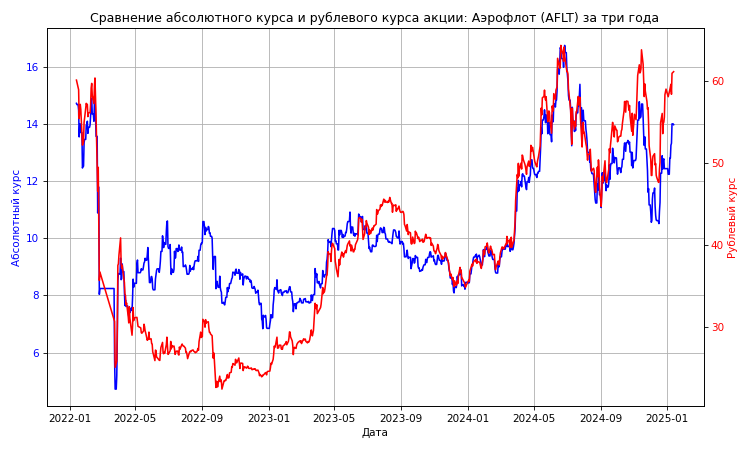 Сравнение абсолютного курса и рублевого курса акции: Аэрофлот (AFLT) за три года
Абсолютный курс
16
14
12
10
8
6
60
50
40
30
Рублевый курс
2022-01 2022-05 2022-09 2023-01 2023-05 2023-09 2024-01 2024-05 2024-09 2025-01
Дата